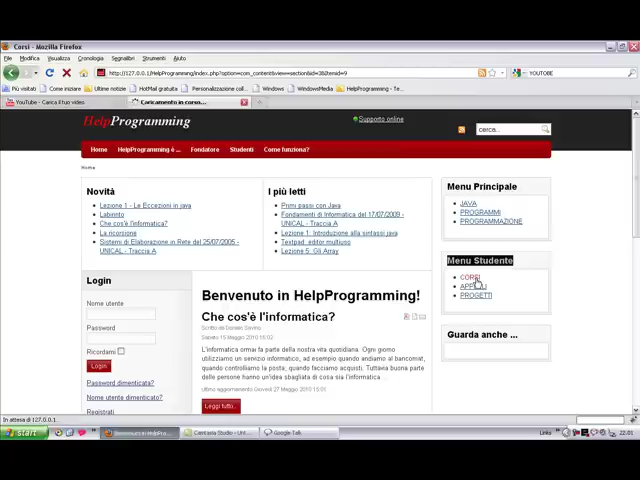 Corsi - Mozilla Firefox
File Modifica Visualizza Cronologia Segnalibri Strumenti Aiuto
http://127.0.0.1/HelpProgramming/index.php?option=com_content&view=section&id=3&Itemid=9
YOUTUBE
Più visitati Come iniziare Ultime notizie HotMail gratuita Personalizzazione coll... Windows WindowsMedia HelpProgramming - Te...
YouTube - Carica il tuo video.
Caricamento in corso...
HelpProgramming
Supporto online
cerca...
Home HelpProgramming è ... Fondatore Studenti Come funziona?
Home
Novità
Lezione 1 - Le Eccezioni in java
Labirinto
Che cos'è l'informatica?
La ricorsione
Sistemi di Elaborazione in Rete del 25/07/2005 -
UNICAL - Traccia A
I più letti
Primi passi con Java
Fondamenti di Informatica del 17/07/2009 -
UNICAL - Traccia A
Lezione 1: Introduzione alla sintassi java
Textpad: editor multiuso
Lezione 5: Gli Array
Menu Principale
JAVA
PROGRAMMI
PROGRAMMAZIONE
Menu Studente
CORSI
APPELLI
PROGETTI
Guarda anche ...
Login
Nome utente
Password
Ricordami
Login
Password dimenticata?
Nome utente dimenticato?
Registrati
Benvenuto in HelpProgramming!
Che cos'è l'informatica?
Scritto da Daniele Savino
Sabato 15 Maggio 2010 15:02
L'informatica ormai fa parte della nostra vita quotidiana. Ogni giorno
utilizziamo un servizio informatico, ad esempio quando andiamo al bancomat,
quando controlliamo la posta, quando facciamo acquisti. Tuttavia buona parte
delle persone hanno un'idea sbagliata di cosa sia l'informatica ...
Ultimo aggiornamento Giovedì 27 Maggio 2010 15:01
Leggi tutto...
In attesa di 127.0.0.1...
start
Benvenuto in HelpPro...
Camtasia Studio - Unt...
Google Talk
Links
22.01